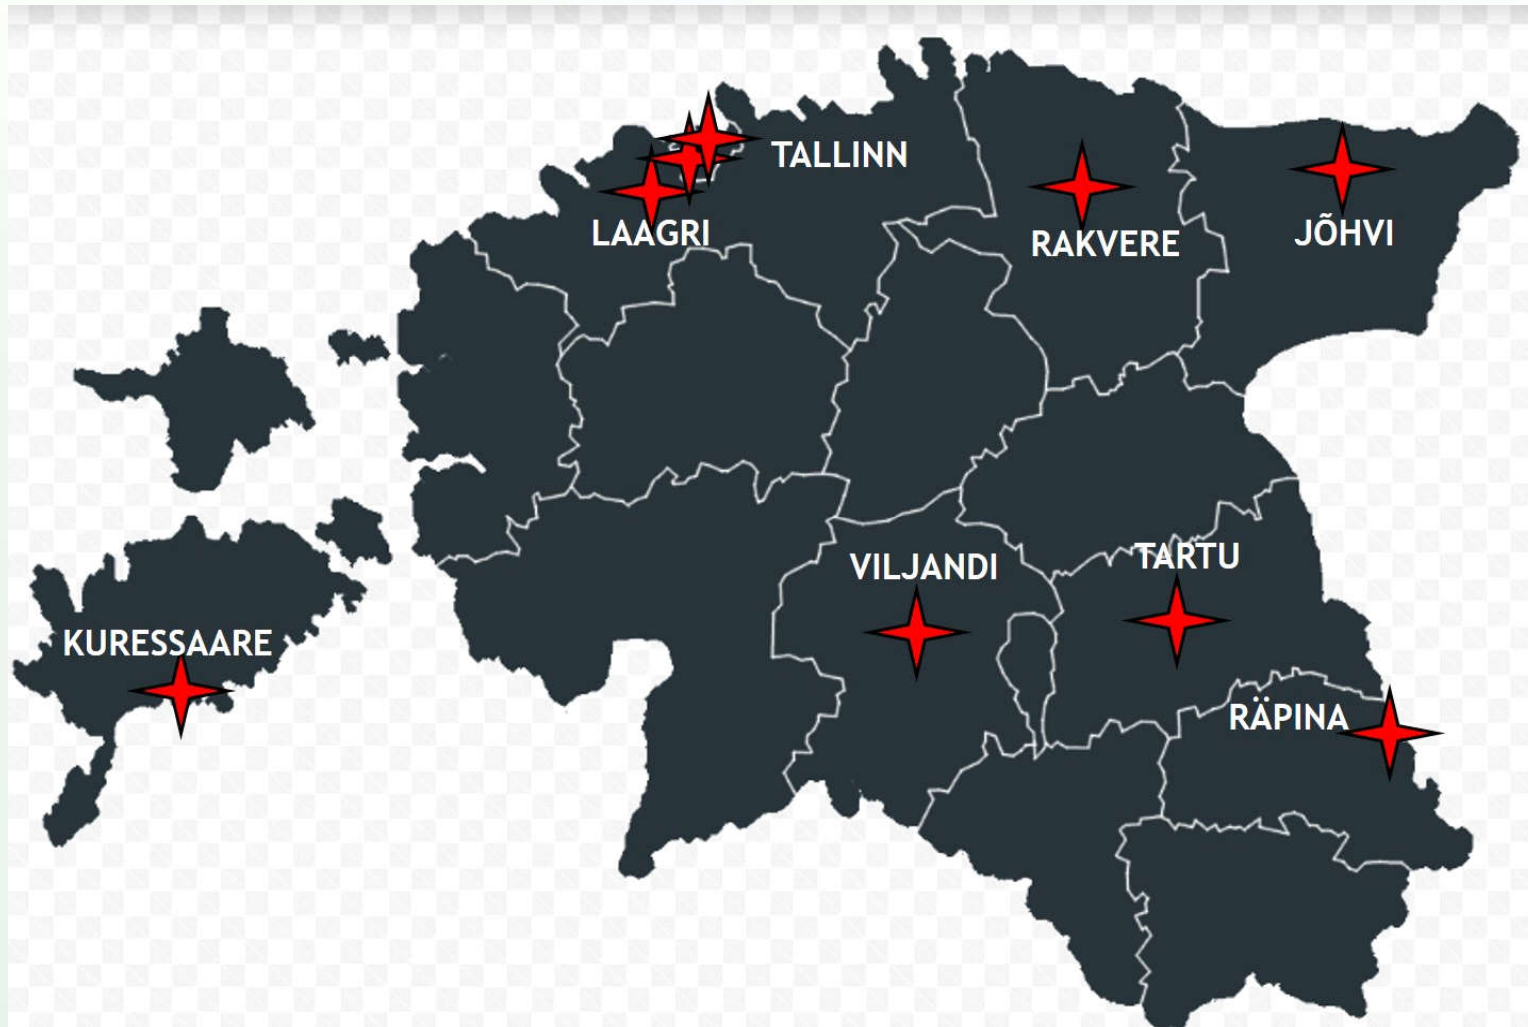 TALLINN
LAAGRI
RAKVERE
JÕHVI
VILJANDI
TARTU
KURESSAARE
RÄPINA